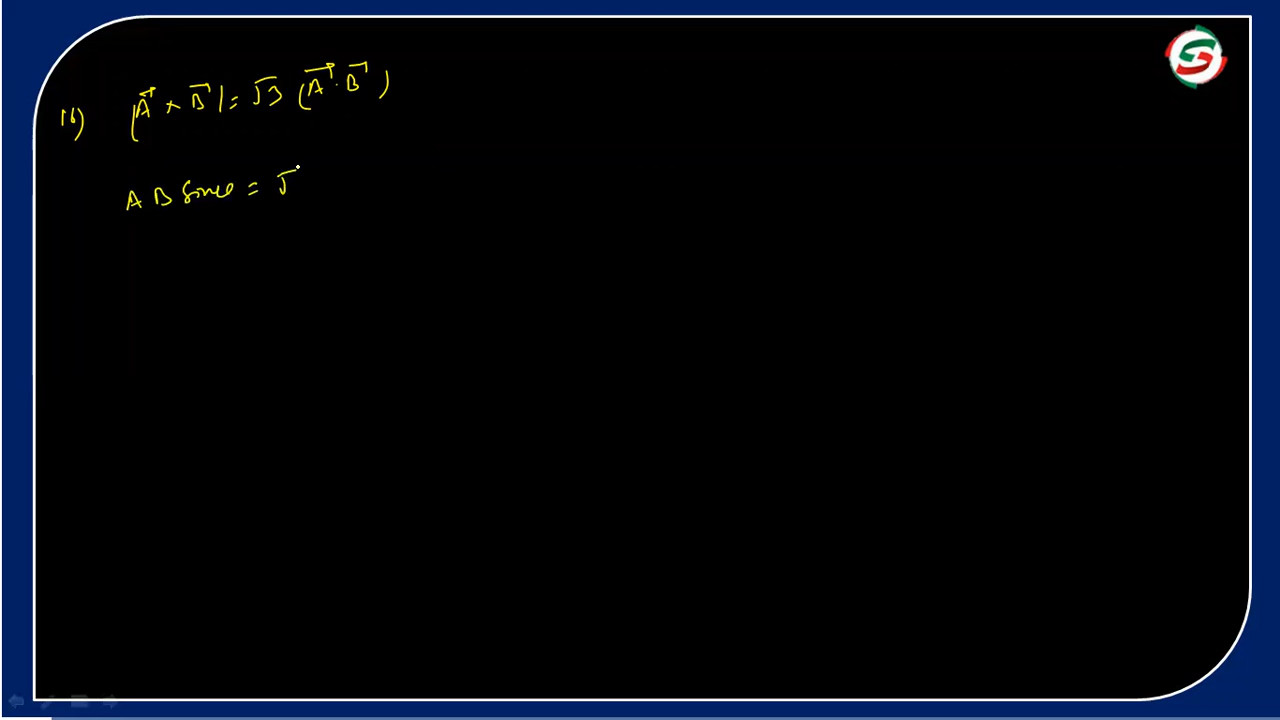 16) |A⃗ × B⃗| = √3 (A⃗ · B⃗)
A B Sinθ = √